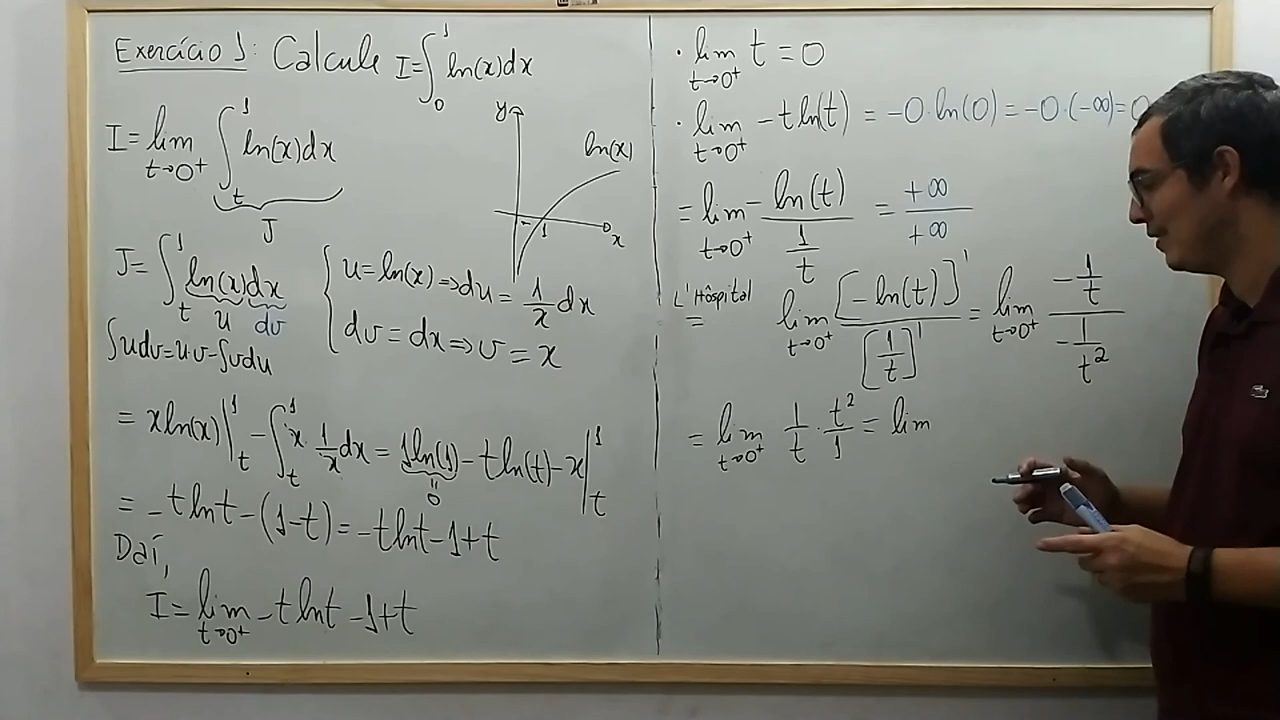 Exercício 1: Calcule I=∫₀¹ ln(x)dx
I= lim t→0⁺ ∫ₜ¹ ln(x)dx
J
y
ln(x)
1
x
J= ∫ₜ¹ ln(x)dx
u dv
∫udv=uv-∫vdu
u=ln(x)⇒du= 1/x dx
dv=dx⇒v=x
= xln(x)|ₜ¹ - ∫ₜ¹ x·1/x dx = 1ln(1) - tln(t) - x|ₜ¹
0
= -tlnt-(1-t)= -tlnt-1+t
Daí,
I= lim t→0⁺ -tlnt -1+t
· lim t→0⁺ t=0
· lim t→0⁺ -tln(t) = -0·ln(0)= -0·(-∞)=0
= lim t→0⁺ -ln(t)/(1/t) = +∞/+∞
L'Hôspital = lim t→0⁺ [-ln(t)]'/[1/t]' = lim t→0⁺ (-1/t)/(-1/t²)
= lim t→0⁺ 1/t · t²/1 = lim